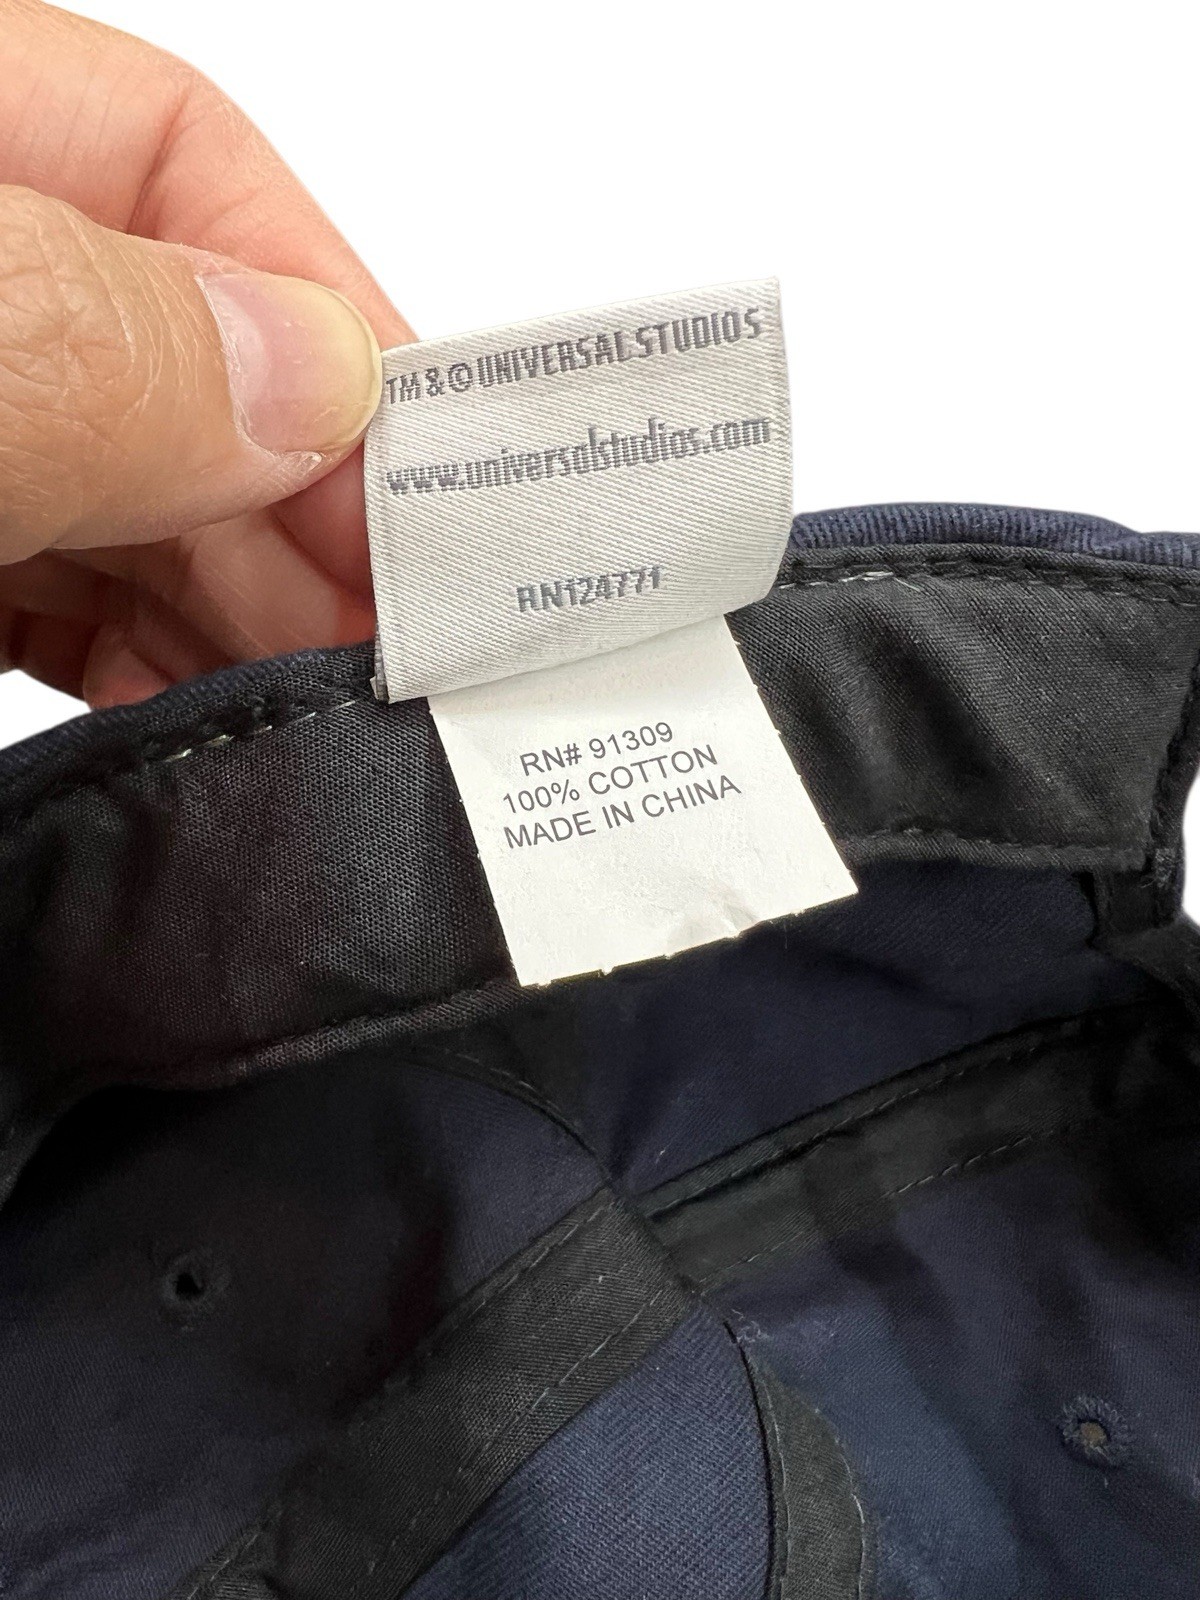 TM & © UNIVERSAL STUDIOS
www.universalstudios.com
RN124771
RN# 91309
100% COTTON
MADE IN CHINA